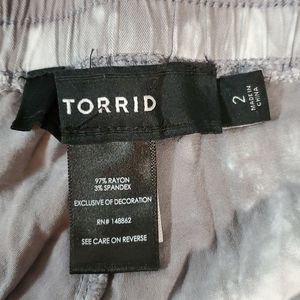 TORRID
2
MADE IN
CHINA
97% RAYON
3% SPANDEX
EXCLUSIVE OF DECORATION
RN# 148862
SEE CARE ON REVERSE